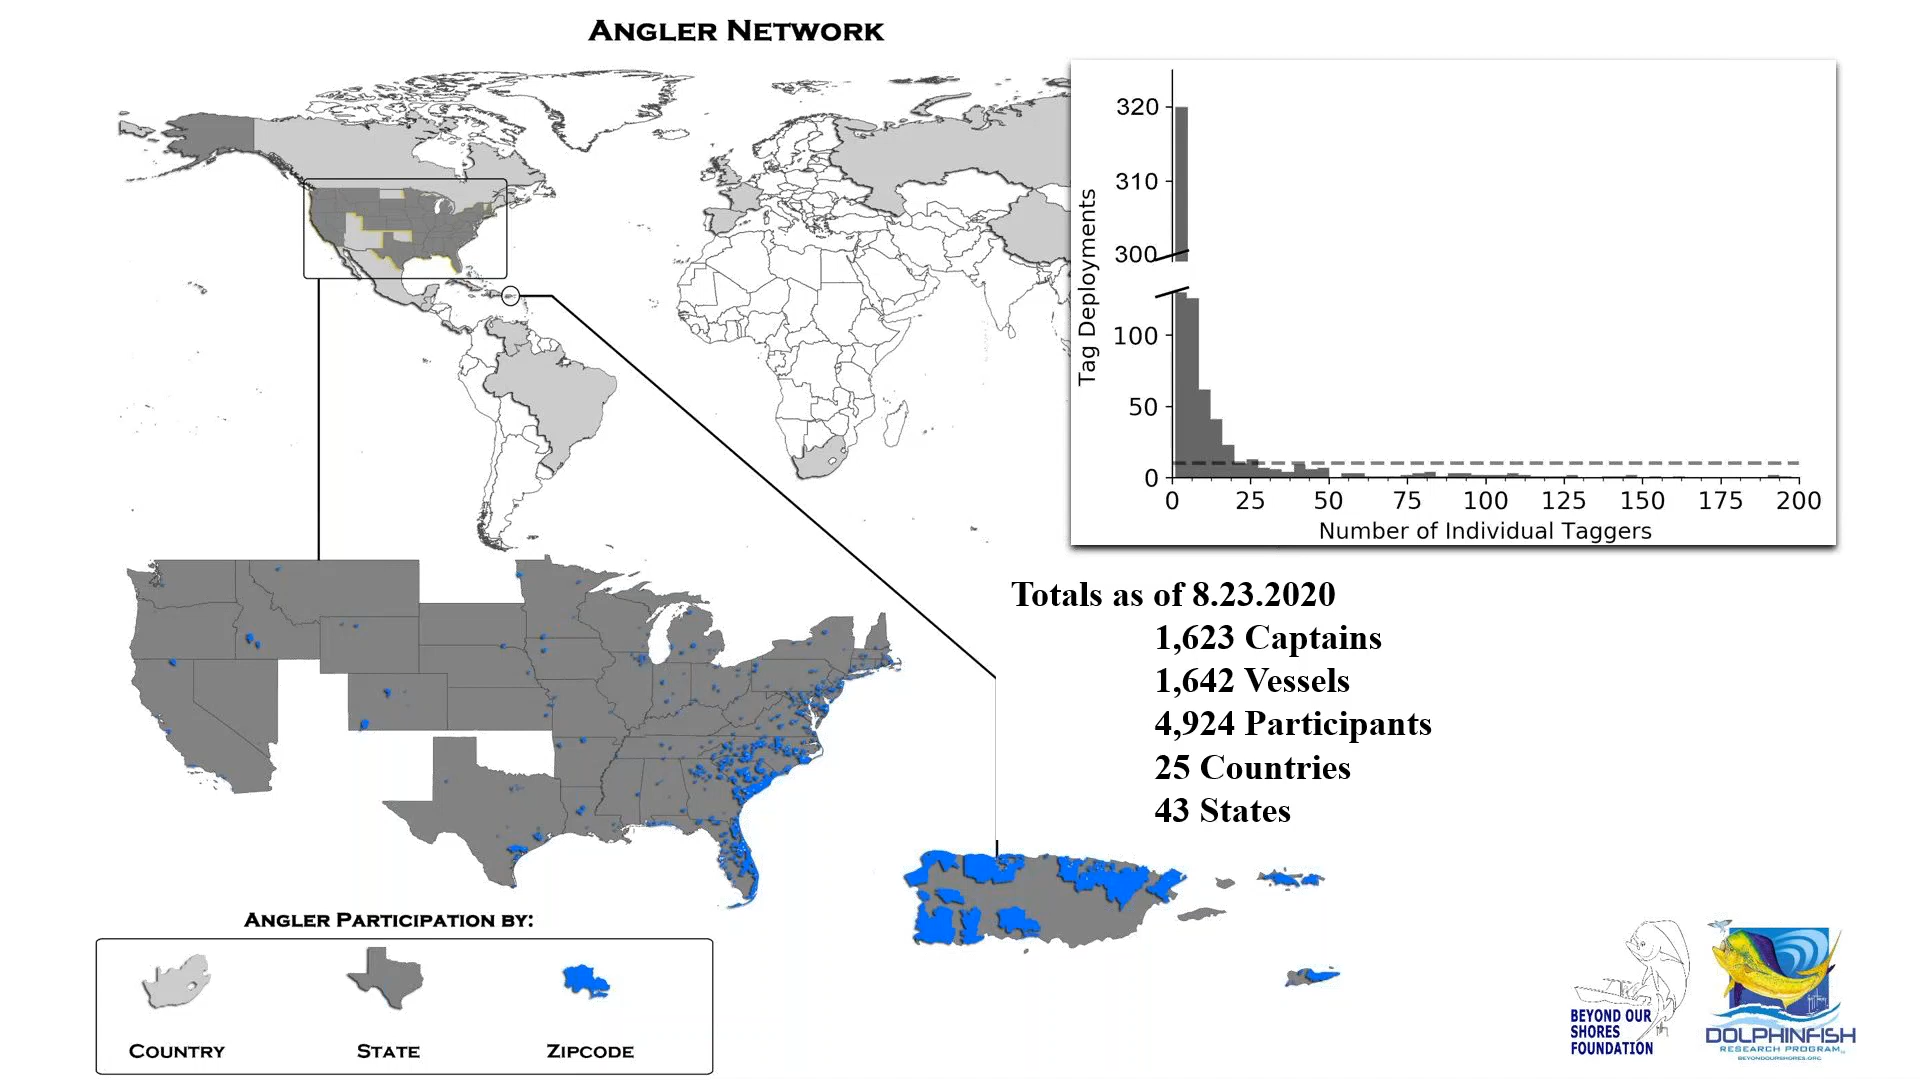 ANGLER NETWORK
320
310
300
100
50
0
Tag Deployments
0 25 50 75 100 125 150 175 200
Number of Individual Taggers
Totals as of 8.23.2020
1,623 Captains
1,642 Vessels
4,924 Participants
25 Countries
43 States
ANGLER PARTICIPATION BY:
COUNTRY STATE ZIPCODE
BEYOND OUR
SHORES
FOUNDATION
DOLPHINFISH
RESEARCH PROGRAM
BEYONDOURSHORES.ORG